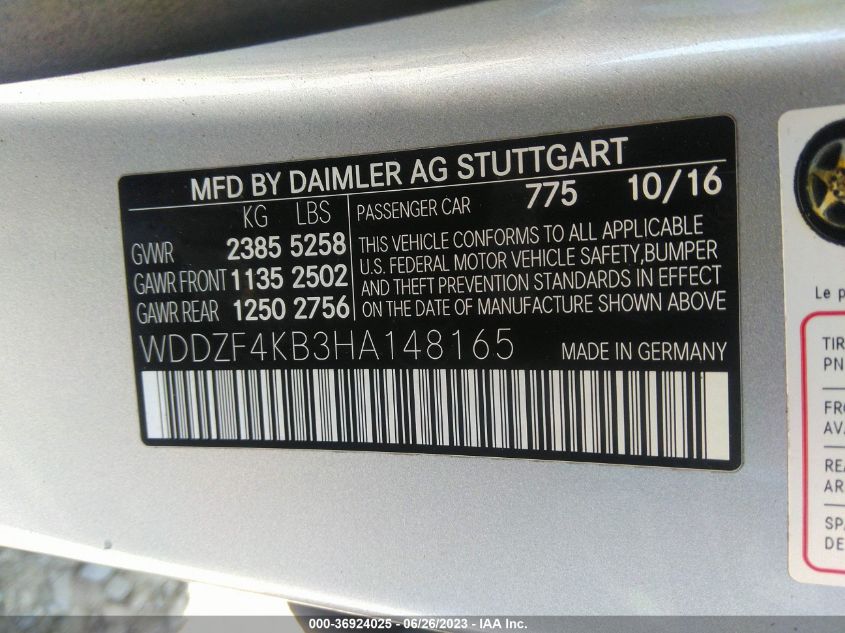 MFD BY DAIMLER AG STUTTGART
KG LBS PASSENGER CAR 775 10/16
GVWR 2385 5258
GAWR FRONT 1135 2502
GAWR REAR 1250 2756
THIS VEHICLE CONFORMS TO ALL APPLICABLE
U.S. FEDERAL MOTOR VEHICLE SAFETY,BUMPER
AND THEFT PREVENTION STANDARDS IN EFFECT
ON THE DATE OF MANUFACTURE SHOWN ABOVE
WDDZF4KB3HA148165 MADE IN GERMANY
Le p
TIR
PN
FRO
AV
REA
AR
SPA
DE
000-36924025 - 06/26/2023 - IAA Inc.